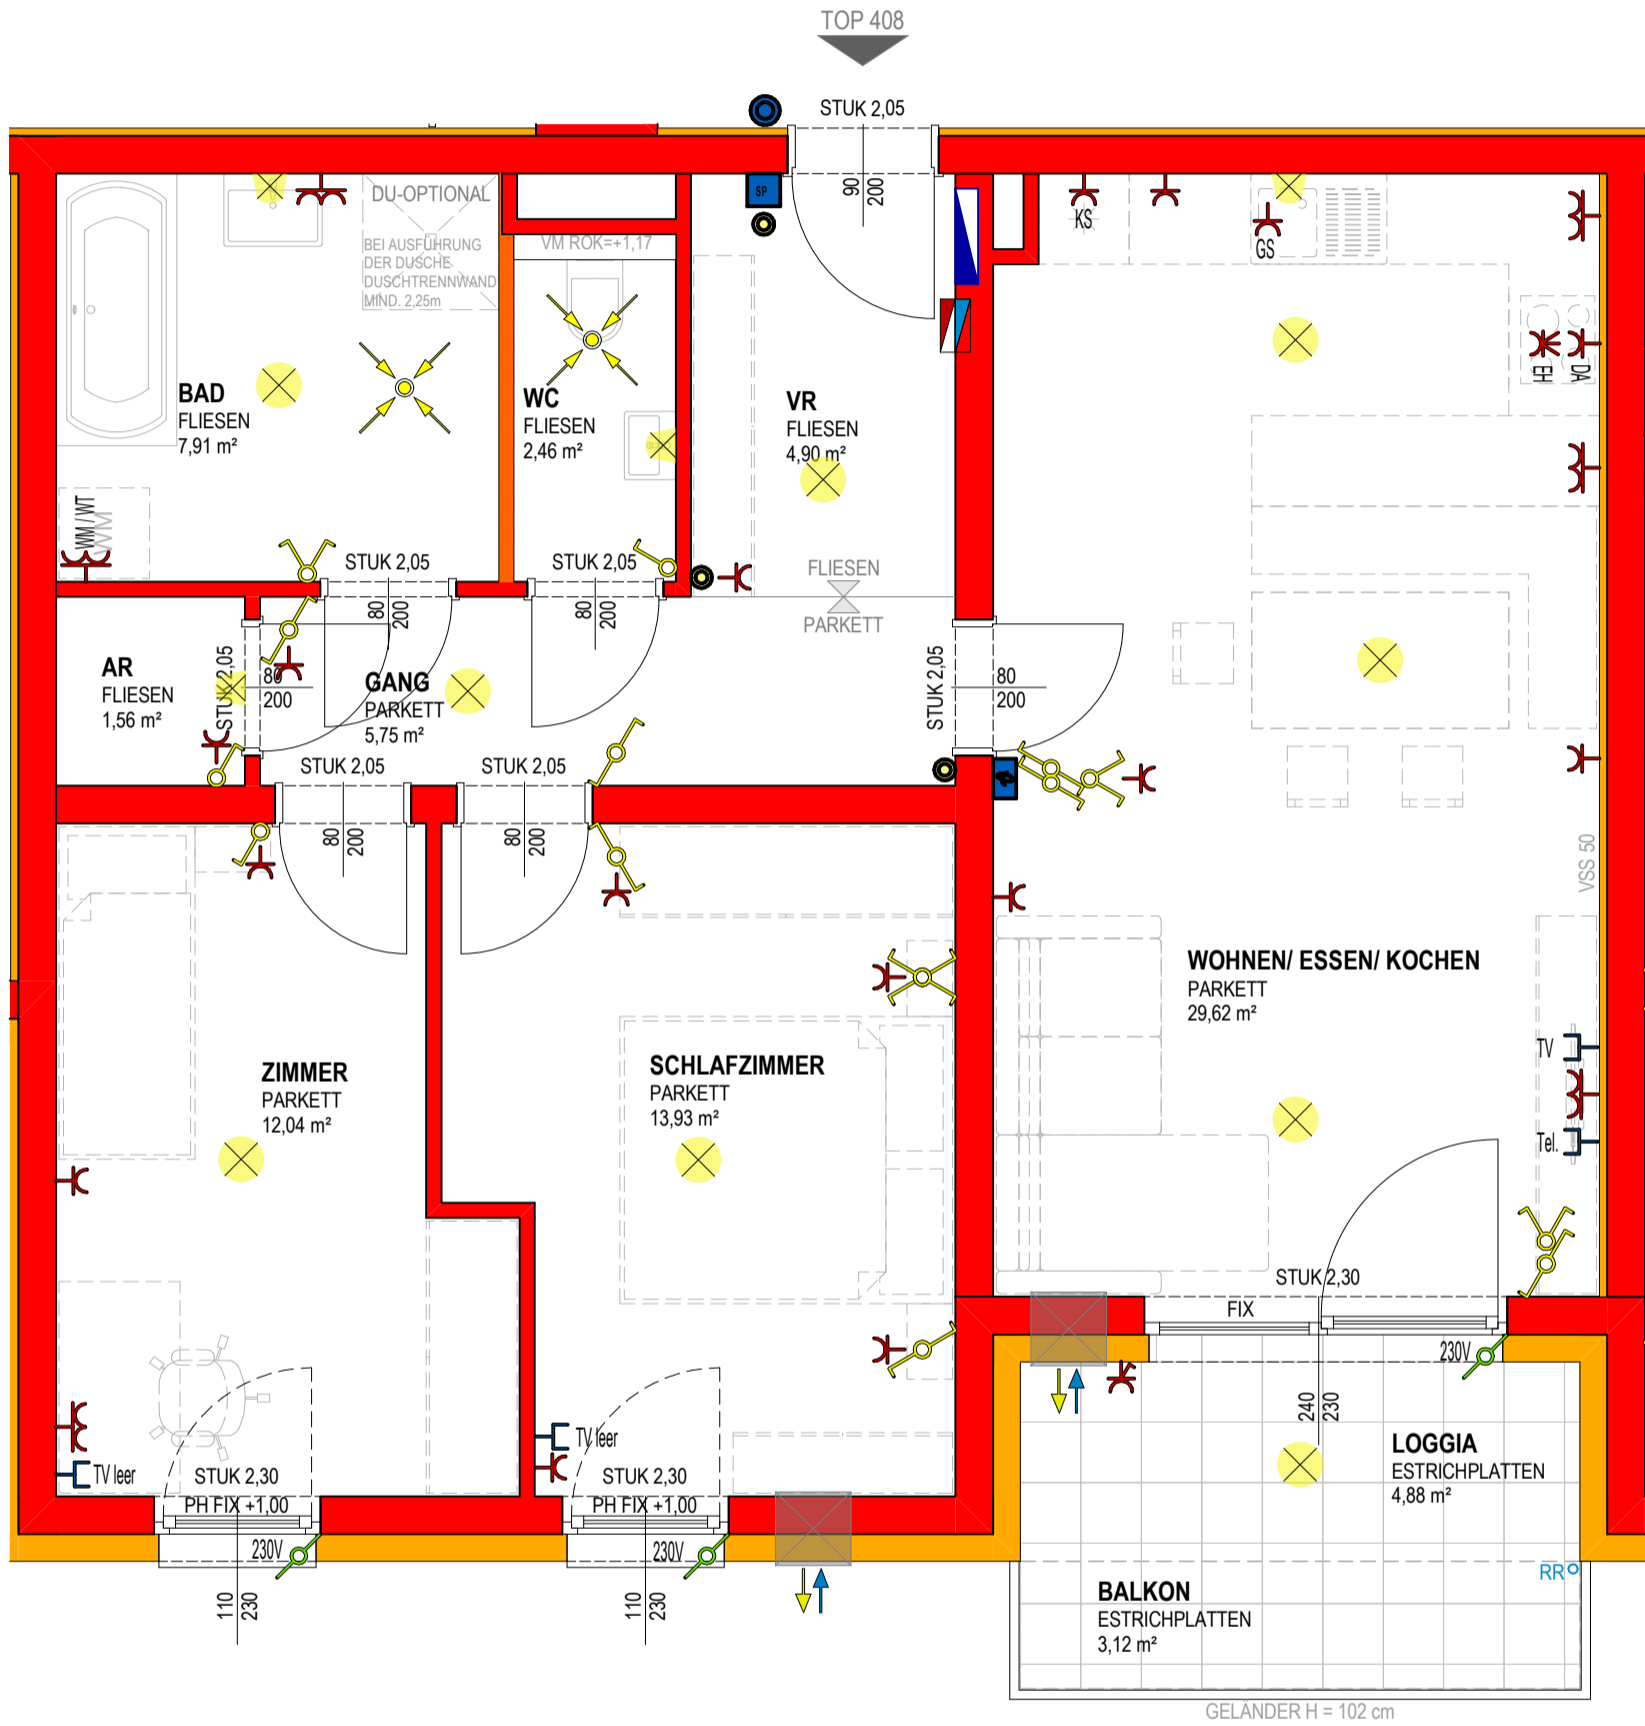 TOP 408
STUK 2,05
90
200
SP
DU-OPTIONAL
BEI AUSFÜHRUNG
DER DUSCHE
DUSCHTRENNWAND
MIND. 2,25m
VM ROK=+1,17
KS
GS
EH
DA
BAD
FLIESEN
7,91 m²
WC
FLIESEN
2,46 m²
VR
FLIESEN
4,90 m²
WM /WT
WM
STUK 2,05
80
200
STUK 2,05
80
200
FLIESEN
PARKETT
AR
FLIESEN
1,56 m²
STUK 2,05
80
200
GANG
PARKETT
5,75 m²
STUK 2,05
80
200
STUK 2,05
80
200
STUK 2,05
80
200
VSS 50
WOHNEN/ ESSEN/ KOCHEN
PARKETT
29,62 m²
TV
Tel.
ZIMMER
PARKETT
12,04 m²
SCHLAFZIMMER
PARKETT
13,93 m²
STUK 2,30
FIX
230V
240
230
TV leer
STUK 2,30
PH FIX +1,00
230V
110
230
TV leer
STUK 2,30
PH FIX +1,00
230V
110
230
LOGGIA
ESTRICHPLATTEN
4,88 m²
RR
BALKON
ESTRICHPLATTEN
3,12 m²
GELÄNDER H = 102 cm